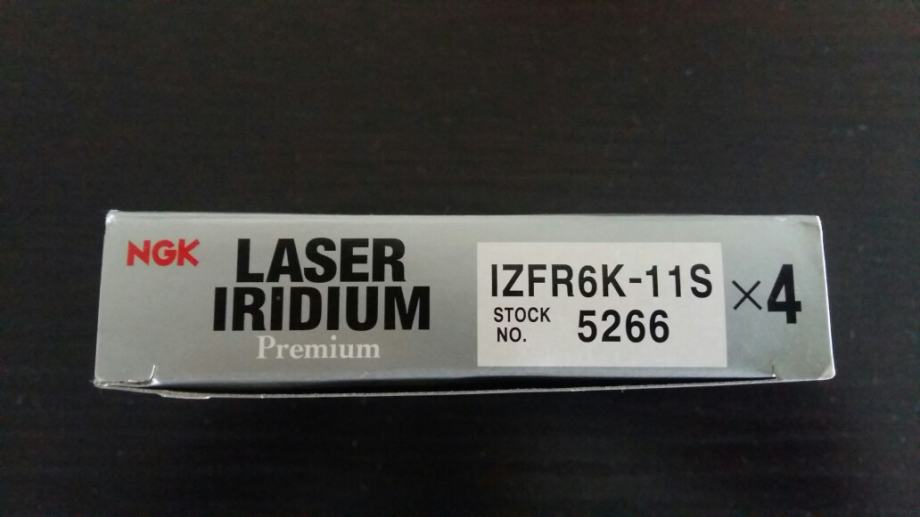 NGK
LASER
IRIDIUM
Premium
IZFR6K-11S
STOCK
NO. 5266
×4